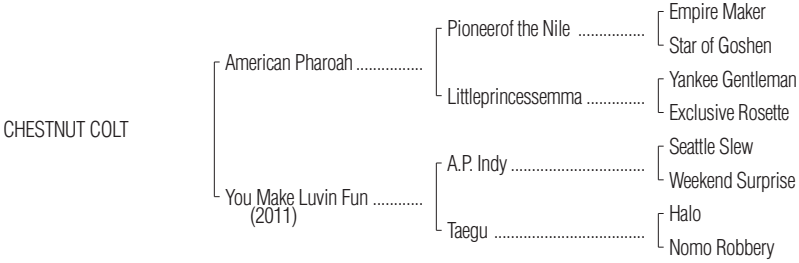 Empire Maker
Pioneerof the Nile ................
Star of Goshen
American Pharoah ................
Yankee Gentleman
Littleprincessemma ..............
Exclusive Rosette
CHESTNUT COLT
Seattle Slew
A.P. Indy ................................
Weekend Surprise
You Make Luvin Fun ............
(2011)
Halo
Taegu ....................................
Nomo Robbery